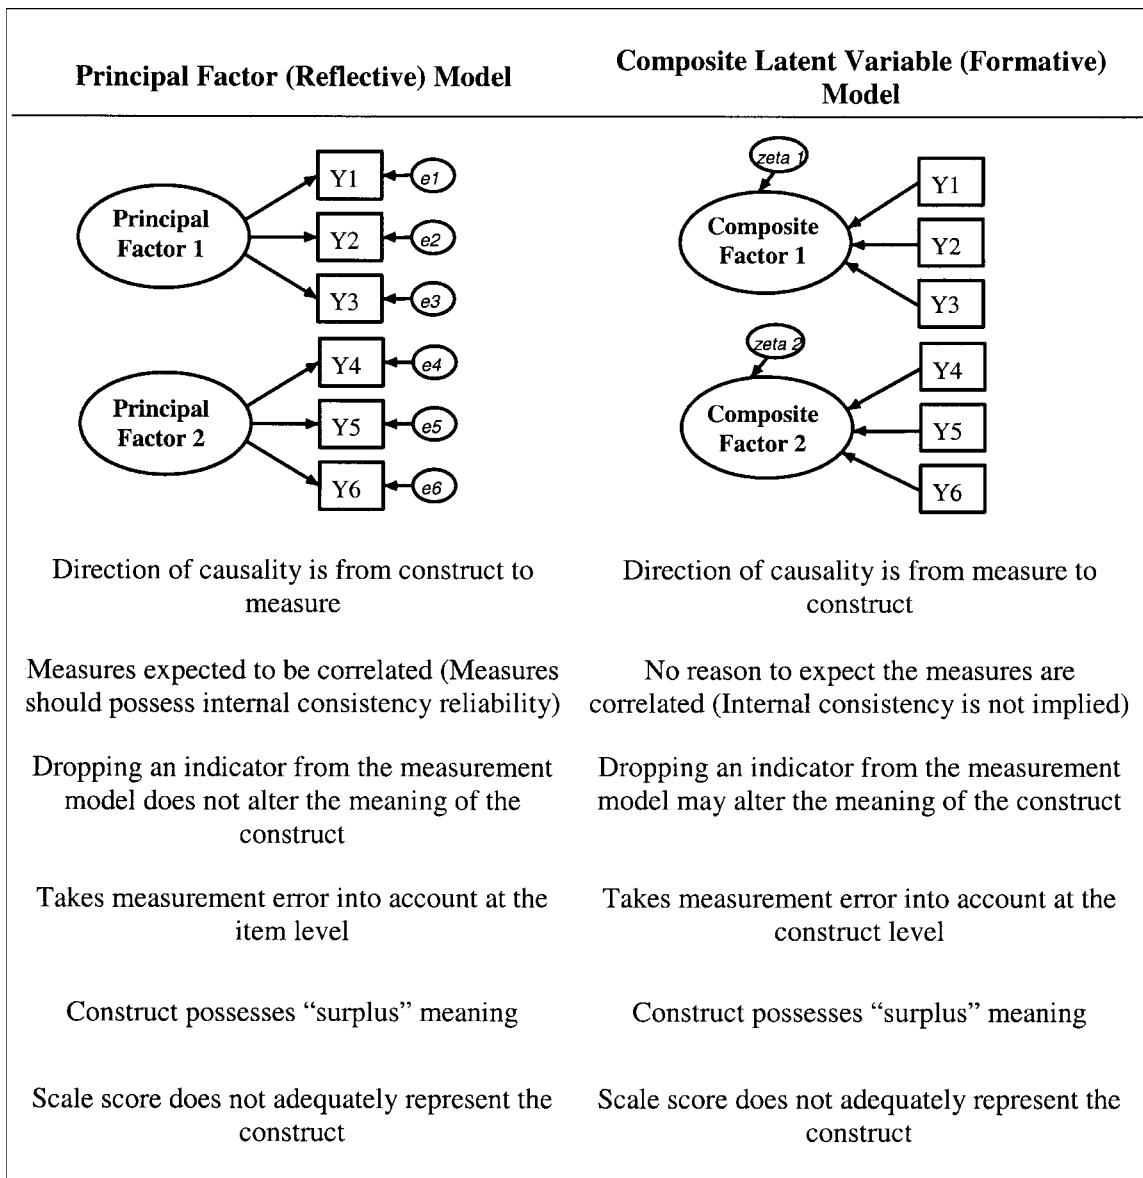 Principal Factor (Reflective) Model
Composite Latent Variable (Formative)
Model
Principal
Factor 1
Y1
e1
Y2
e2
Y3
e3
Principal
Factor 2
Y4
e4
Y5
e5
Y6
e6
zeta 1
Composite
Factor 1
Y1
Y2
Y3
zeta 2
Composite
Factor 2
Y4
Y5
Y6
Direction of causality is from construct to
measure
Direction of causality is from measure to
construct
Measures expected to be correlated (Measures
should possess internal consistency reliability)
No reason to expect the measures are
correlated (Internal consistency is not implied)
Dropping an indicator from the measurement
model does not alter the meaning of the
construct
Dropping an indicator from the measurement
model may alter the meaning of the construct
Takes measurement error into account at the
item level
Takes measurement error into account at the
construct level
Construct possesses “surplus” meaning
Construct possesses “surplus” meaning
Scale score does not adequately represent the
construct
Scale score does not adequately represent the
construct